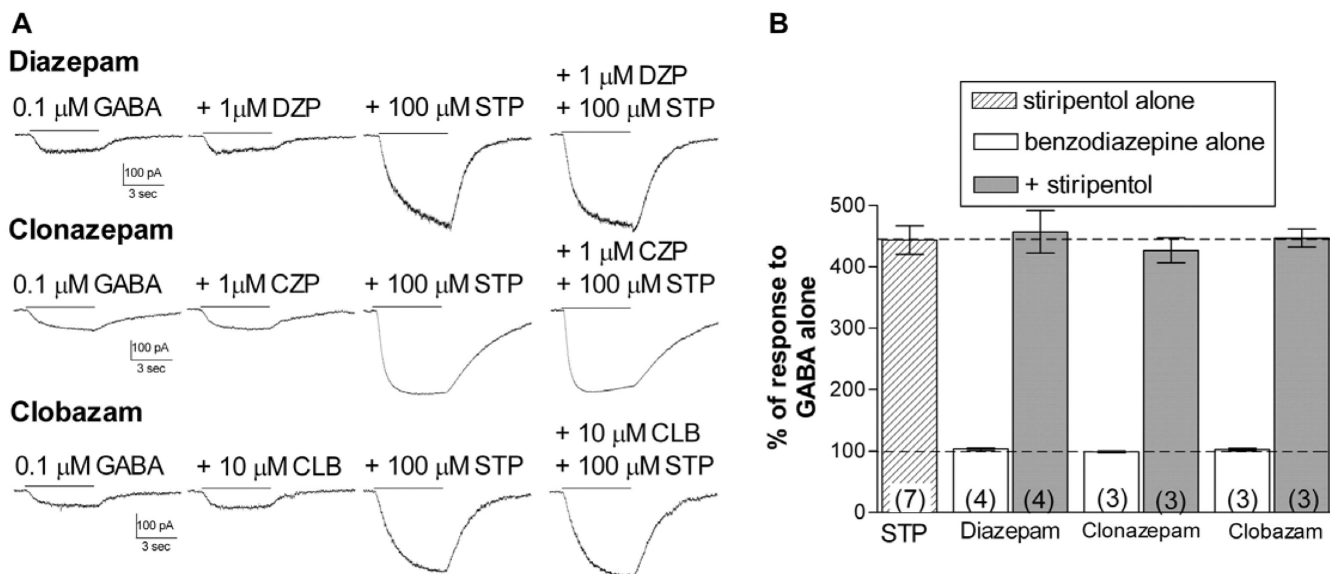 A
Diazepam
+ 1 μM DZP
0.1 μM GABA + 1μM DZP + 100 μM STP + 100 μM STP
100 pA
3 sec
Clonazepam
+ 1 μM CZP
0.1 μM GABA + 1μM CZP + 100 μM STP + 100 μM STP
100 pA
3 sec
Clobazam
+ 10 μM CLB
0.1 μM GABA + 10 μM CLB + 100 μM STP + 100 μM STP
100 pA
3 sec
B
stiripentol alone
benzodiazepine alone
+ stiripentol
% of response to
GABA alone
500
400
300
200
100
0
(7) (4) (4) (3) (3) (3) (3)
STP Diazepam Clonazepam Clobazam